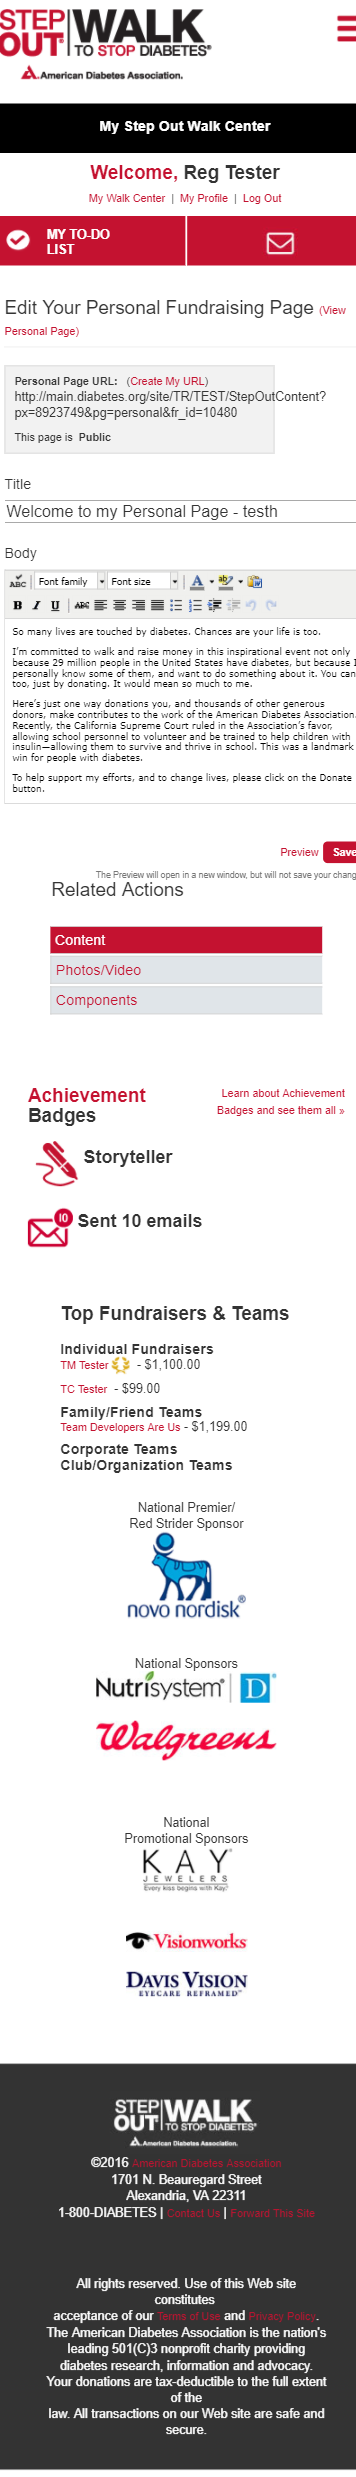 STEP OUT WALK
TO STOP DIABETES®
American Diabetes Association.
My Step Out Walk Center
Welcome, Reg Tester
My Walk Center | My Profile | Log Out
MY TO-DO
LIST
Edit Your Personal Fundraising Page (View
Personal Page)
Personal Page URL: (Create My URL)
http://main.diabetes.org/site/TR/TEST/StepOutContent?
px=8923749&pg=personal&fr_id=10480
This page is Public
Title
Welcome to my Personal Page - testh
Body
ABC Font family Font size A ab
B I U ABC
So many lives are touched by diabetes. Chances are your life is too.
I'm committed to walk and raise money in this inspirational event not only
because 29 million people in the United States have diabetes, but because I
personally know some of them, and want to do something about it. You can
too, just by donating. It would mean so much to me.
Here's just one way donations you, and thousands of other generous
donors, make contributes to the work of the American Diabetes Association.
Recently, the California Supreme Court ruled in the Association's favor,
allowing school personnel to volunteer and be trained to help children with
insulin—allowing them to survive and thrive in school. This was a landmark
win for people with diabetes.
To help support my efforts, and to change lives, please click on the Donate
button.
Preview Save
The Preview will open in a new window, but will not save your chang
Related Actions
Content
Photos/Video
Components
Achievement
Badges
Learn about Achievement
Badges and see them all »
Storyteller
10
Sent 10 emails
Top Fundraisers & Teams
Individual Fundraisers
TM Tester - $1,100.00
TC Tester - $99.00
Family/Friend Teams
Team Developers Are Us - $1,199.00
Corporate Teams
Club/Organization Teams
National Premier/
Red Strider Sponsor
novo nordisk®
National Sponsors
Nutrisystem® D®
Walgreens
National
Promotional Sponsors
KAY®
JEWELERS
Every kiss begins with Kay.®
Visionworks
DAVIS VISION
EYECARE REFRAMED™
STEP OUT WALK
TO STOP DIABETES®
American Diabetes Association.
©2016 American Diabetes Association
1701 N. Beauregard Street
Alexandria, VA 22311
1-800-DIABETES | Contact Us | Forward This Site
All rights reserved. Use of this Web site
constitutes
acceptance of our Terms of Use and Privacy Policy.
The American Diabetes Association is the nation's
leading 501(C)3 nonprofit charity providing
diabetes research, information and advocacy.
Your donations are tax-deductible to the full extent
of the
law. All transactions on our Web site are safe and
secure.